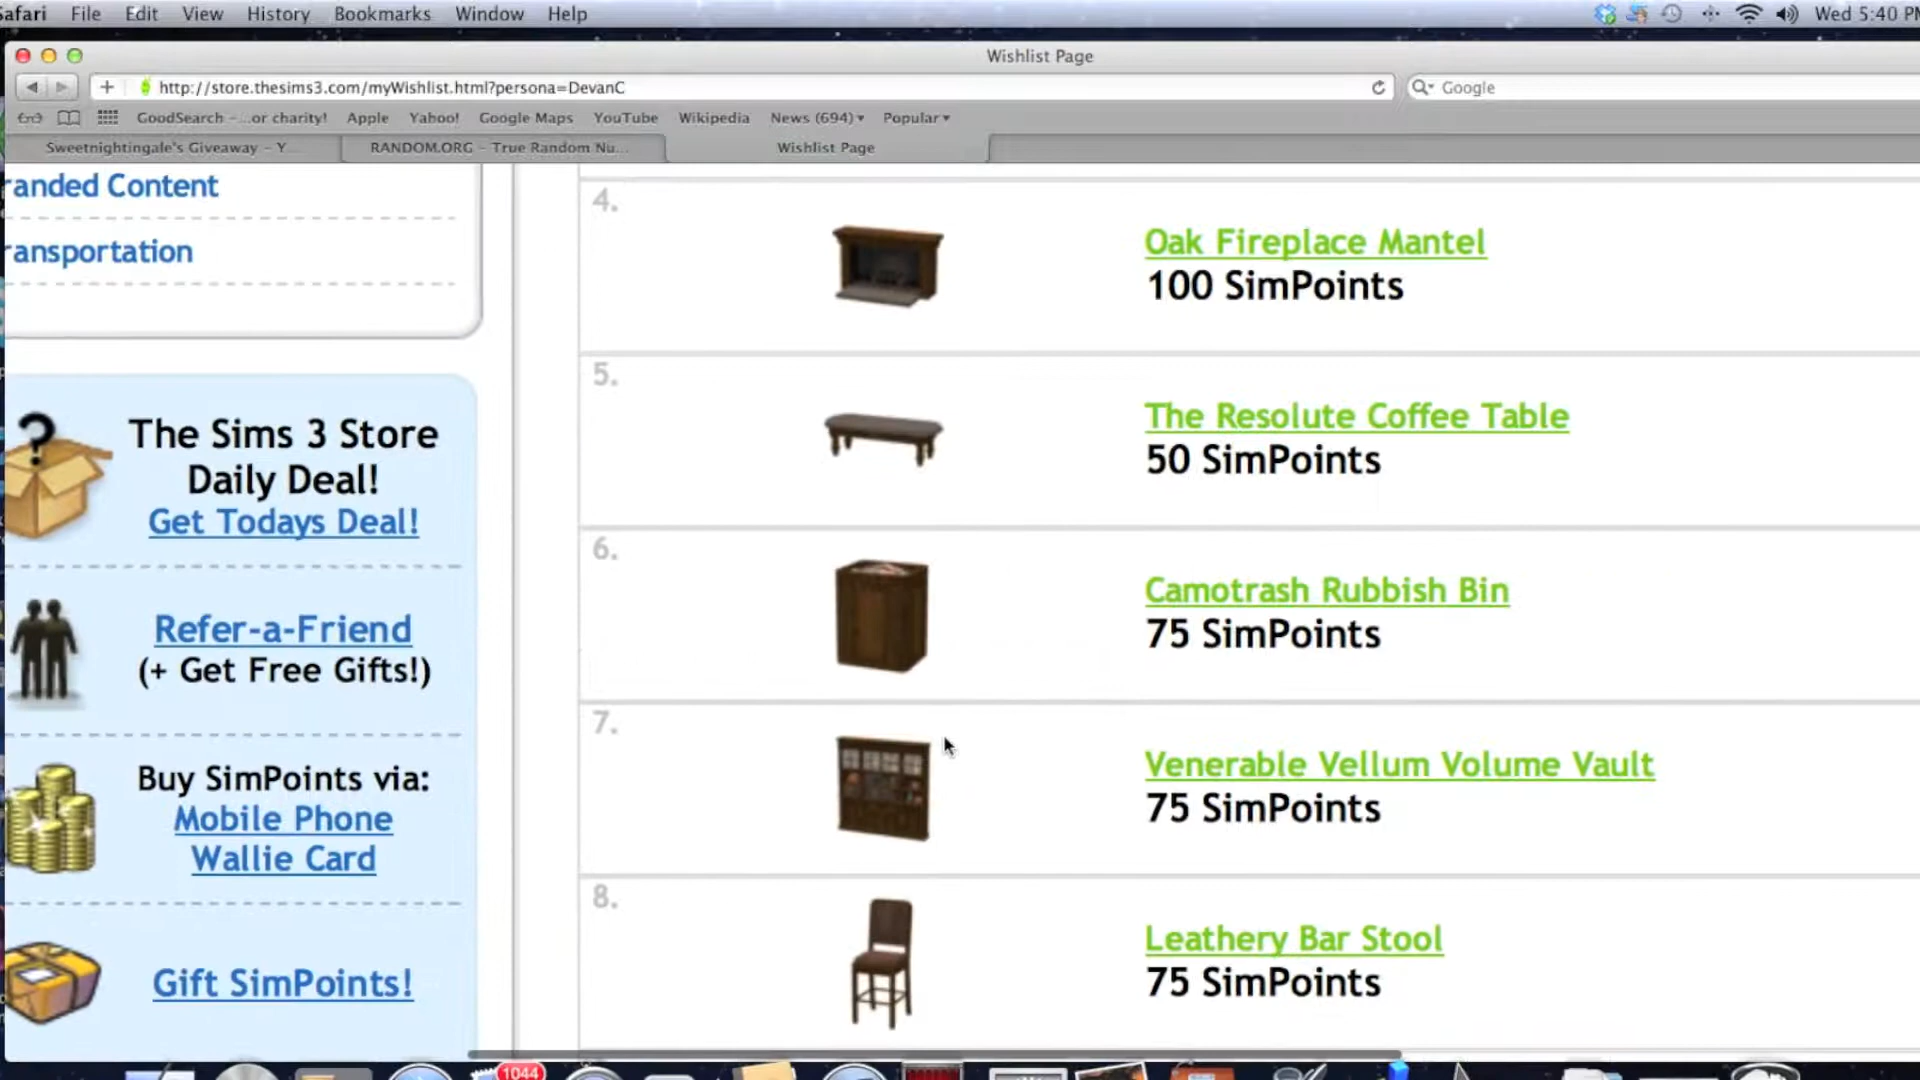 Safari File Edit View History Bookmarks Window Help Wed 5:40 PM
Wishlist Page
http://store.thesims3.com/myWishlist.html?persona=DevanC
Google
GoodSearch – ...or charity! Apple Yahoo! Google Maps YouTube Wikipedia News (694) Popular
Sweetnightingale's Giveaway – Y... RANDOM.ORG – True Random Nu... Wishlist Page
randed Content
ransportation
The Sims 3 Store
Daily Deal!
Get Todays Deal!
Refer-a-Friend
(+ Get Free Gifts!)
Buy SimPoints via:
Mobile Phone
Wallie Card
Gift SimPoints!
4.
Oak Fireplace Mantel
100 SimPoints
5.
The Resolute Coffee Table
50 SimPoints
6.
Camotrash Rubbish Bin
75 SimPoints
7.
Venerable Vellum Volume Vault
75 SimPoints
8.
Leathery Bar Stool
75 SimPoints
1044